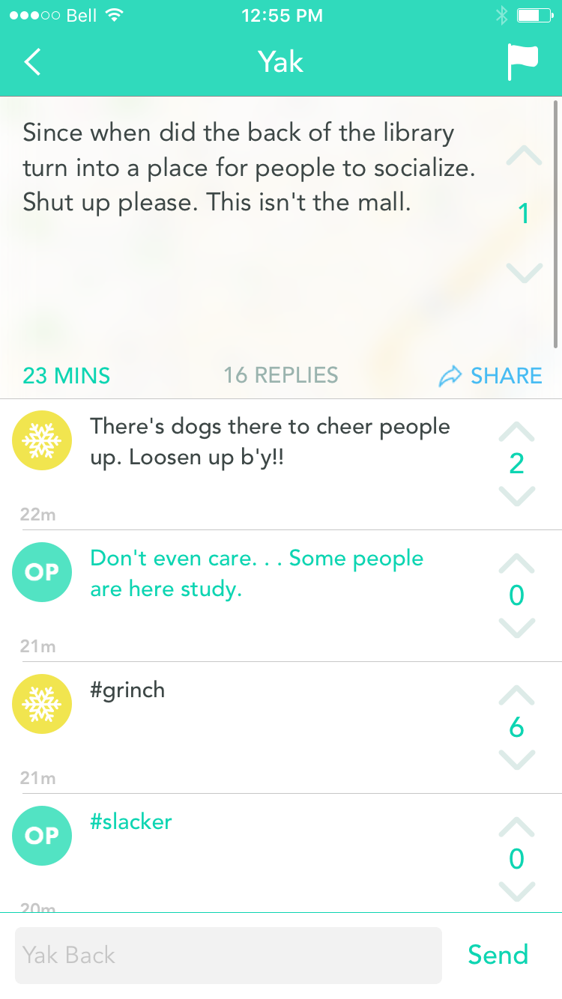 Bell 12:55 PM
Yak
Since when did the back of the library
turn into a place for people to socialize.
Shut up please. This isn't the mall.
1
23 MINS 16 REPLIES SHARE
There's dogs there to cheer people
up. Loosen up b'y!!
2
22m
OP
Don't even care. . . Some people
are here study.
0
21m
#grinch
6
21m
OP
#slacker
0
20m
Yak Back Send